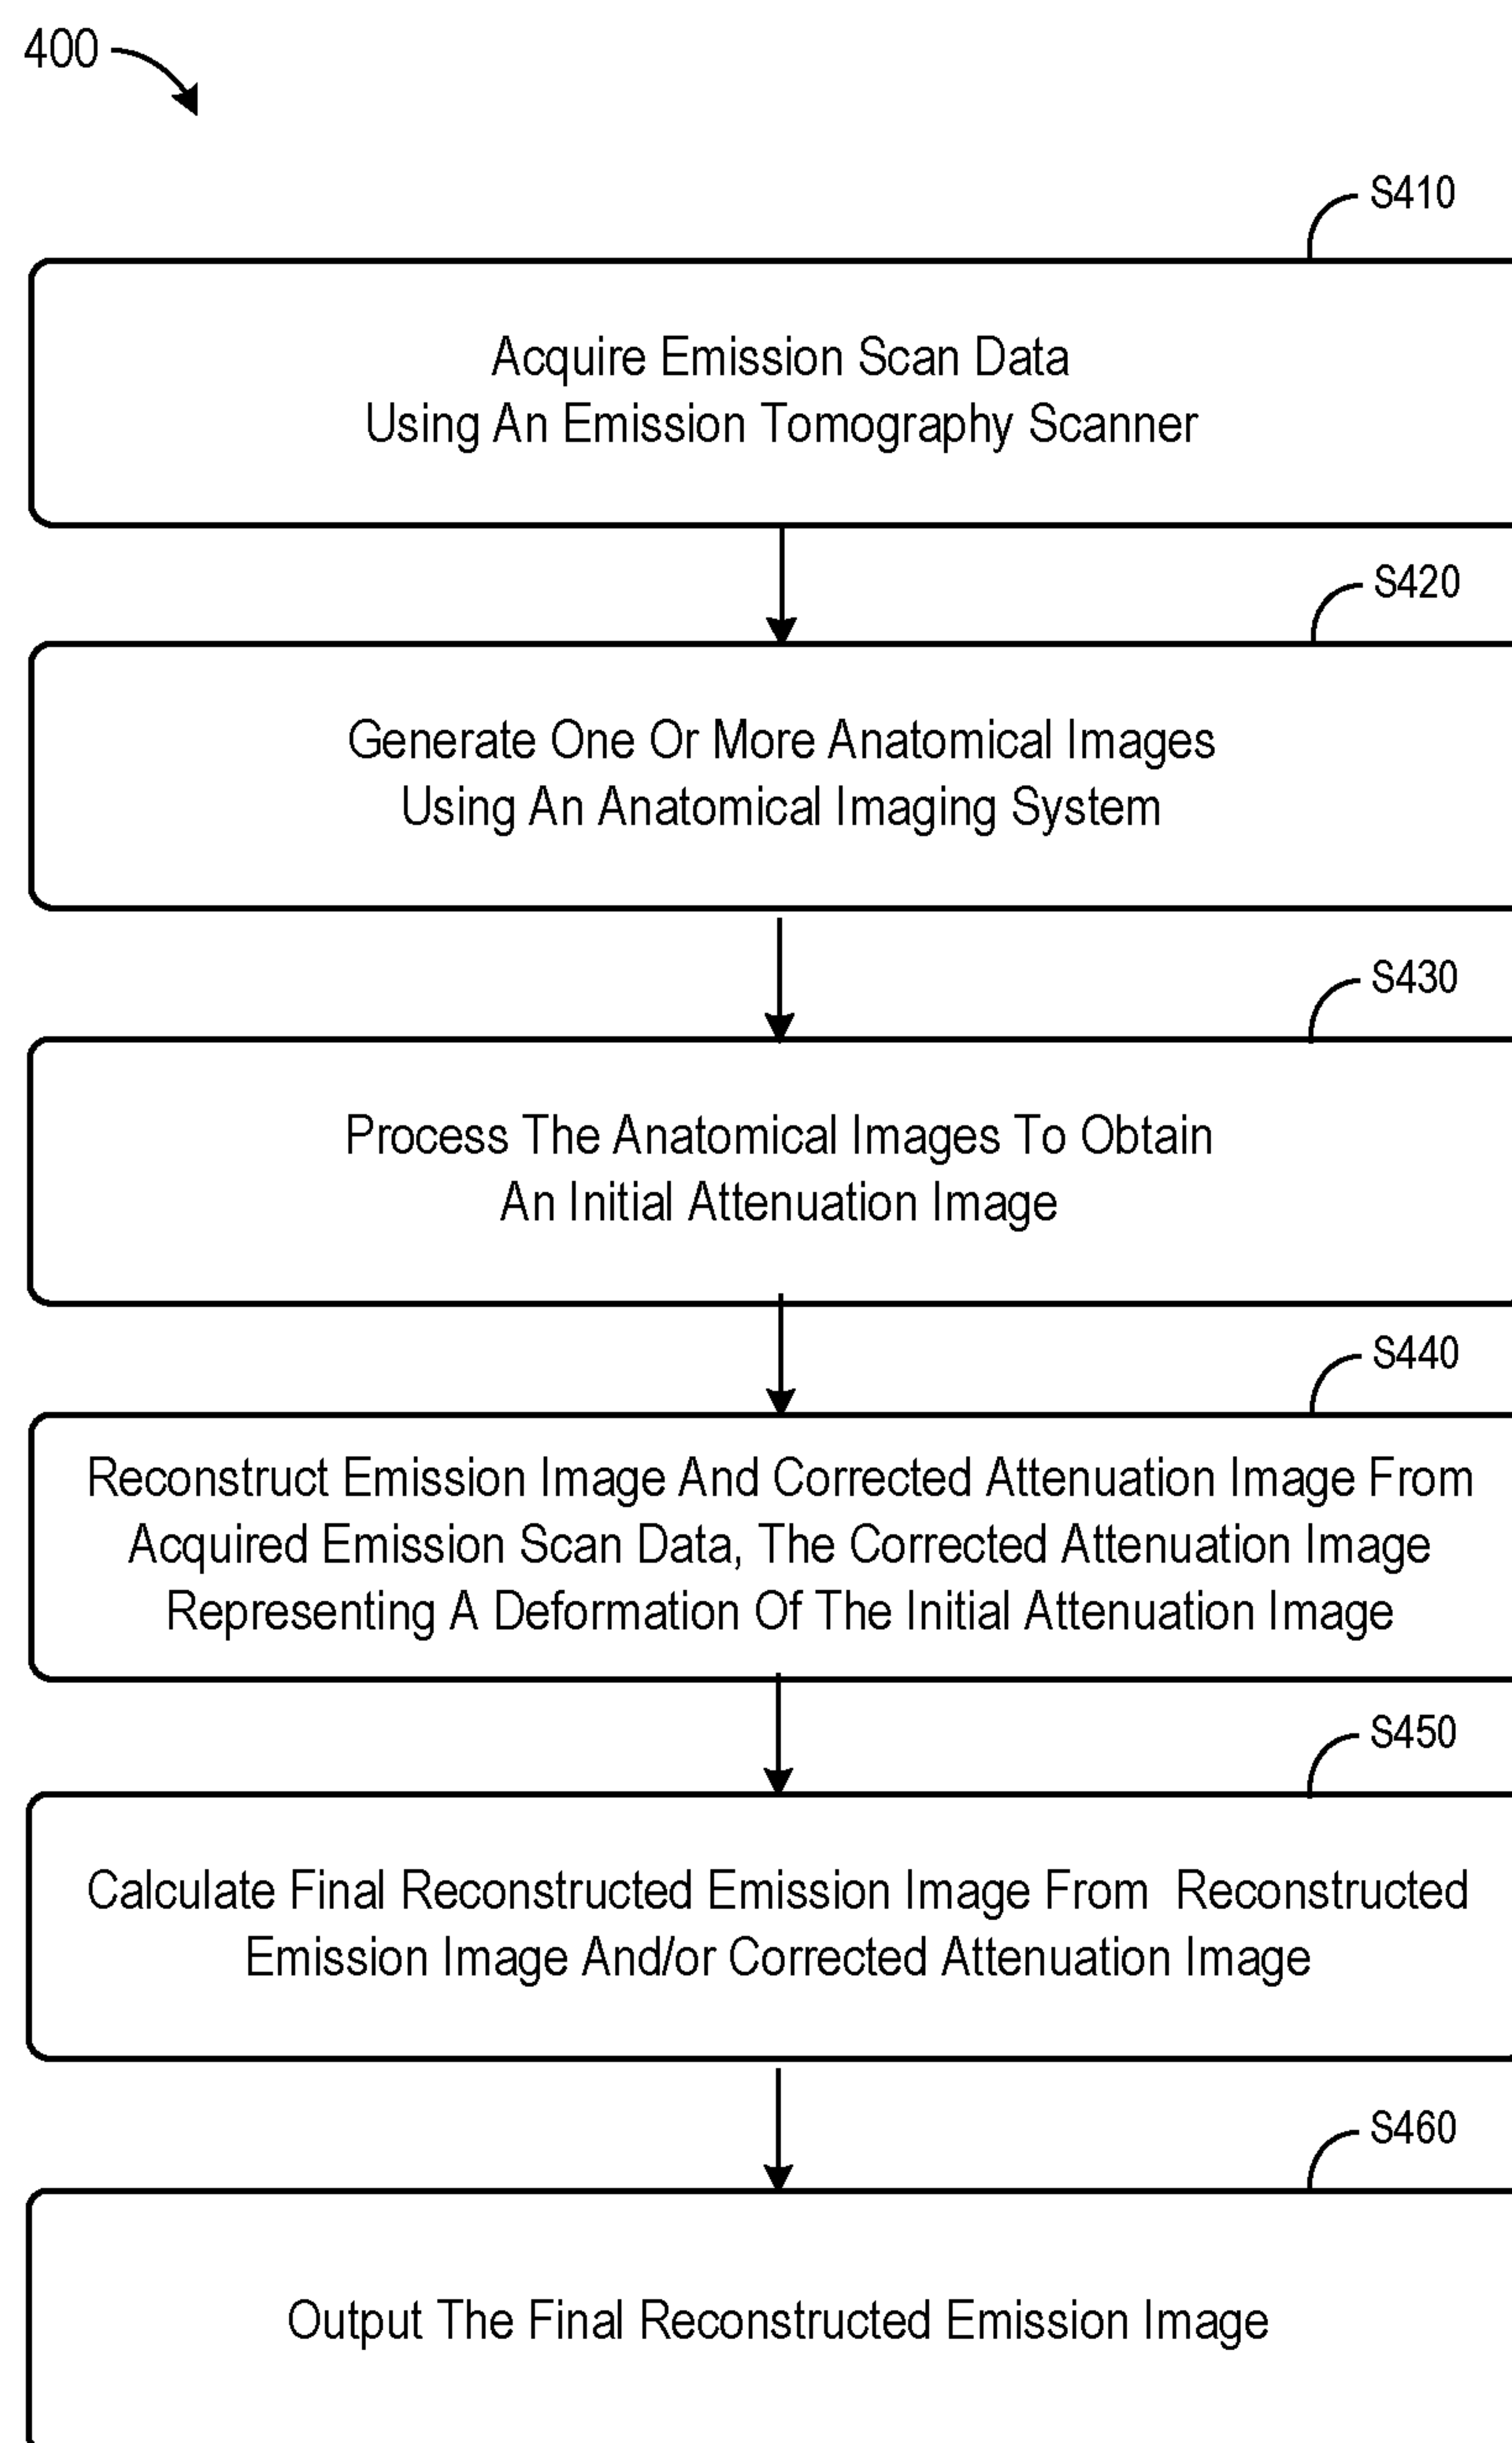 400
S410
Acquire Emission Scan Data
Using An Emission Tomography Scanner
S420
Generate One Or More Anatomical Images
Using An Anatomical Imaging System
S430
Process The Anatomical Images To Obtain
An Initial Attenuation Image
S440
Reconstruct Emission Image And Corrected Attenuation Image From
Acquired Emission Scan Data, The Corrected Attenuation Image
Representing A Deformation Of The Initial Attenuation Image
S450
Calculate Final Reconstructed Emission Image From Reconstructed
Emission Image And/or Corrected Attenuation Image
S460
Output The Final Reconstructed Emission Image